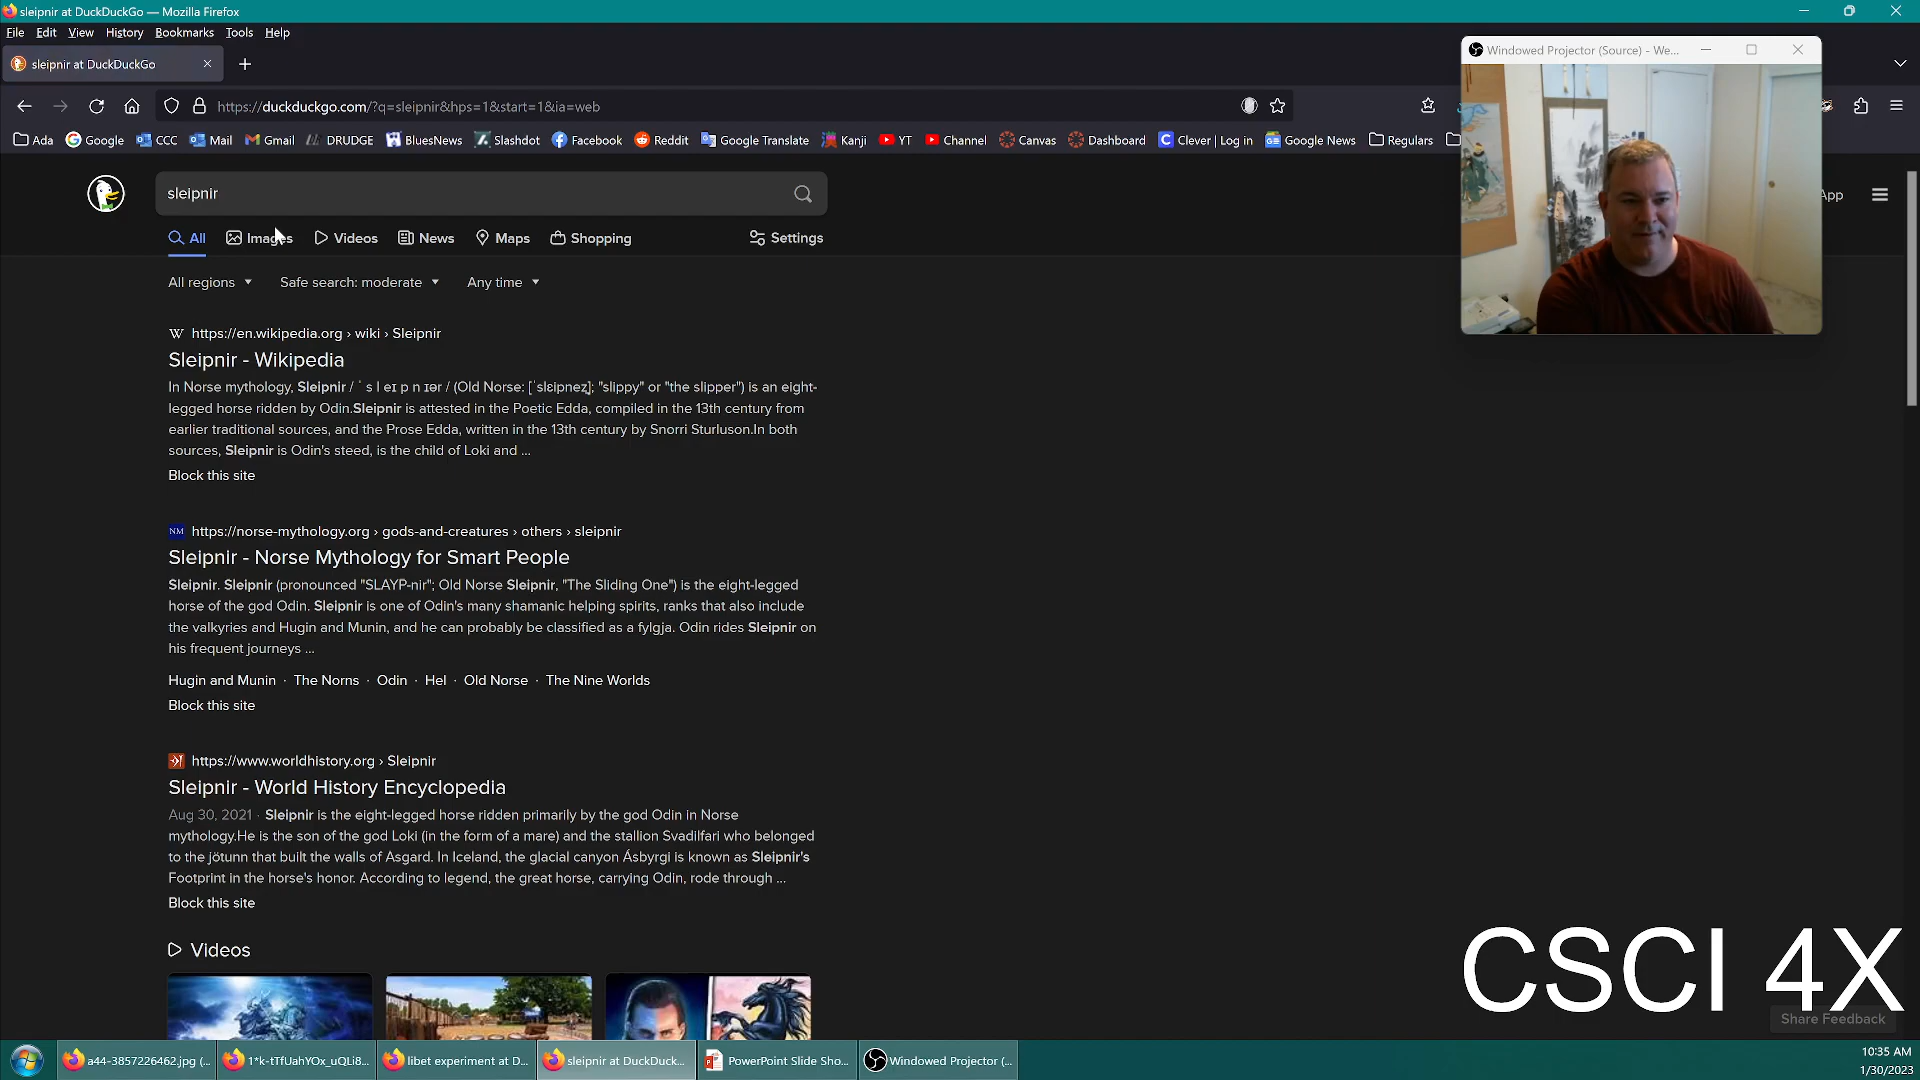 sleipnir at DuckDuckGo — Mozilla Firefox
File Edit View History Bookmarks Tools Help
Windowed Projector (Source) - We...
sleipnir at DuckDuckGo
https://duckduckgo.com/?q=sleipnir&hps=1&start=1&ia=web
Ada Google CCC Mail Gmail DRUDGE BluesNews Slashdot Facebook Reddit Google Translate Kanji YT Channel Canvas Dashboard Clever | Log in Google News Regulars
sleipnir
App
All Images Videos News Maps Shopping Settings
All regions Safe search: moderate Any time
W https://en.wikipedia.org › wiki › Sleipnir
Sleipnir - Wikipedia
In Norse mythology, Sleipnir / ˈ s l eɪ p n ɪər / (Old Norse: [ˈslɛipnez̠]; "slippy" or "the slipper") is an eight-
legged horse ridden by Odin.Sleipnir is attested in the Poetic Edda, compiled in the 13th century from
earlier traditional sources, and the Prose Edda, written in the 13th century by Snorri Sturluson.In both
sources, Sleipnir is Odin's steed, is the child of Loki and ...
Block this site
NM https://norse-mythology.org › gods-and-creatures › others › sleipnir
Sleipnir - Norse Mythology for Smart People
Sleipnir. Sleipnir (pronounced "SLAYP-nir"; Old Norse Sleipnir, "The Sliding One") is the eight-legged
horse of the god Odin. Sleipnir is one of Odin's many shamanic helping spirits, ranks that also include
the valkyries and Hugin and Munin, and he can probably be classified as a fylgja. Odin rides Sleipnir on
his frequent journeys ...
Hugin and Munin · The Norns · Odin · Hel · Old Norse · The Nine Worlds
Block this site
https://www.worldhistory.org › Sleipnir
Sleipnir - World History Encyclopedia
Aug 30, 2021 · Sleipnir is the eight-legged horse ridden primarily by the god Odin in Norse
mythology.He is the son of the god Loki (in the form of a mare) and the stallion Svadilfari who belonged
to the jötunn that built the walls of Asgard. In Iceland, the glacial canyon Ásbyrgi is known as Sleipnir's
Footprint in the horse's honor. According to legend, the great horse, carrying Odin, rode through ...
Block this site
Videos
CSCI 4X
Share Feedback
a44-3857226462.jpg (... 1*k-tTfUahYOx_uQLi8... libet experiment at D... sleipnir at DuckDuck... PowerPoint Slide Sho... Windowed Projector (...
10:35 AM
1/30/2023